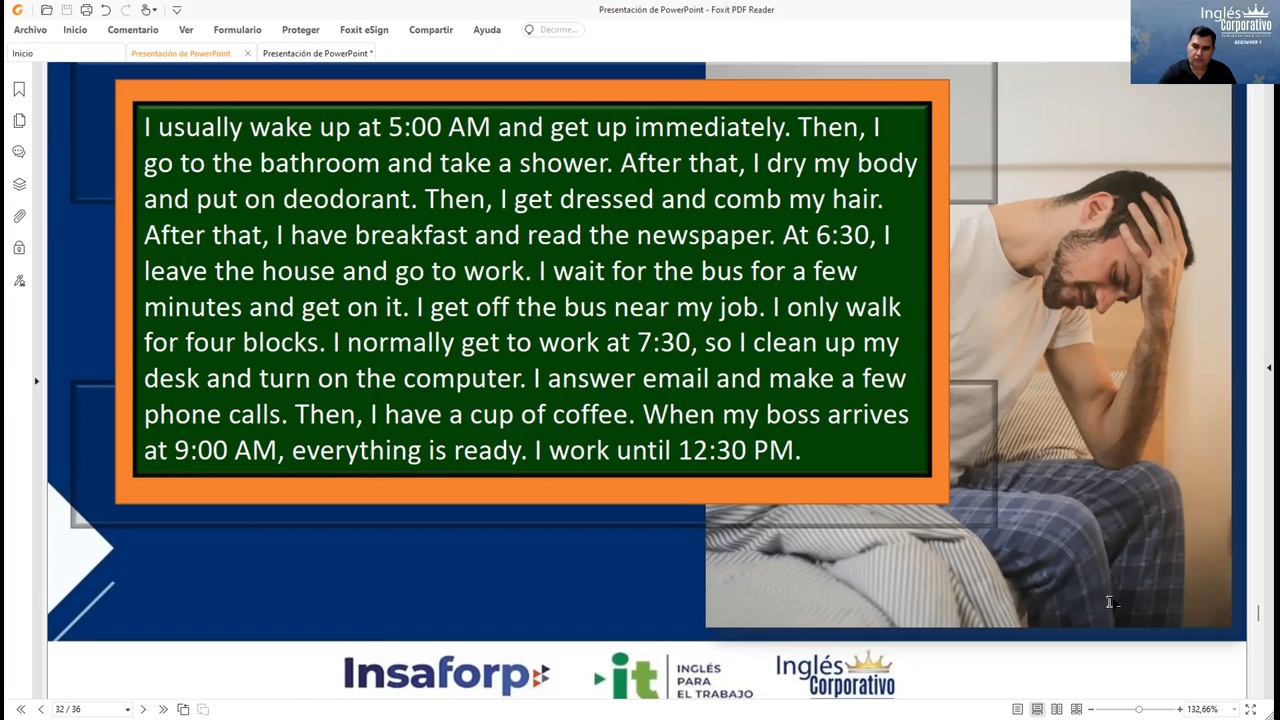 Presentación de PowerPoint - Foxit PDF Reader
Archivo Inicio Comentario Ver Formulario Proteger Foxit eSign Compartir Ayuda Decirme...
Inicio Presentación de PowerPoint Presentación de PowerPoint *
Inglés
Corporativo
BEGINNER 1
I usually wake up at 5:00 AM and get up immediately. Then, I
go to the bathroom and take a shower. After that, I dry my body
and put on deodorant. Then, I get dressed and comb my hair.
After that, I have breakfast and read the newspaper. At 6:30, I
leave the house and go to work. I wait for the bus for a few
minutes and get on it. I get off the bus near my job. I only walk
for four blocks. I normally get to work at 7:30, so I clean up my
desk and turn on the computer. I answer email and make a few
phone calls. Then, I have a cup of coffee. When my boss arrives
at 9:00 AM, everything is ready. I work until 12:30 PM.
Insaforp
it
INGLÉS
PARA
EL TRABAJO
Inglés
Corporativo
32 / 36
132,66%